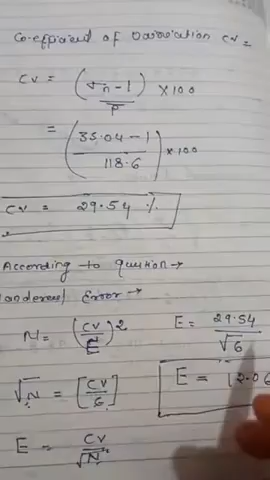 Co-efficient of Variation CV =
CV = (σn-1 / P̄) × 100
= (35.04 - 1 / 118.6) × 100
CV = 29.54 %
According to question →
Error →
N = (CV / E)² E = 29.54 / √6
√N = [CV / E] E = 12.06
E = CV / √N